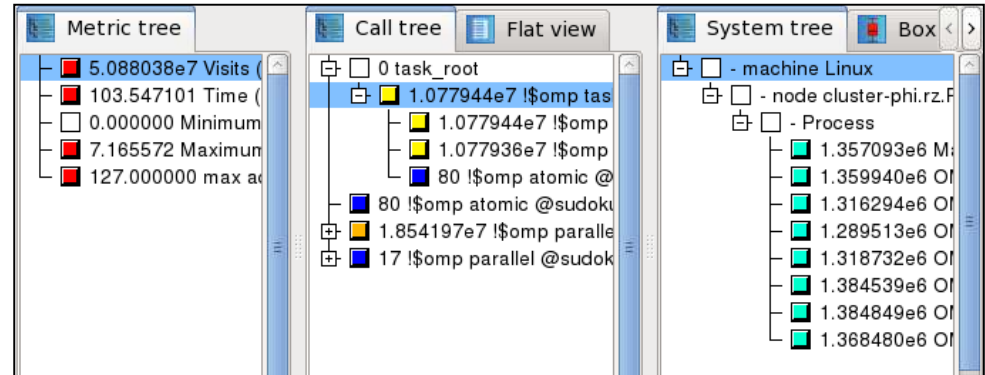 Metric tree
5.088038e7 Visits (
103.547101 Time (
0.000000 Minimum
7.165572 Maximum
127.000000 max
Call tree
Flat view
0 task_root
1.077944e7 !$omp tas
1.077944e7 !$omp
1.077936e7 !$omp
80 !$omp atomic @
80 !$omp atomic @sudoku
1.854197e7 !$omp paralle
17 !$omp parallel @sudok
System tree
Box
- machine Linux
- node cluster-phi.rz.
- Process
1.357093e6
1.359940e6
1.316294e6
1.289513e6
1.318732e6
1.384539e6
1.384849e6
1.368480e6